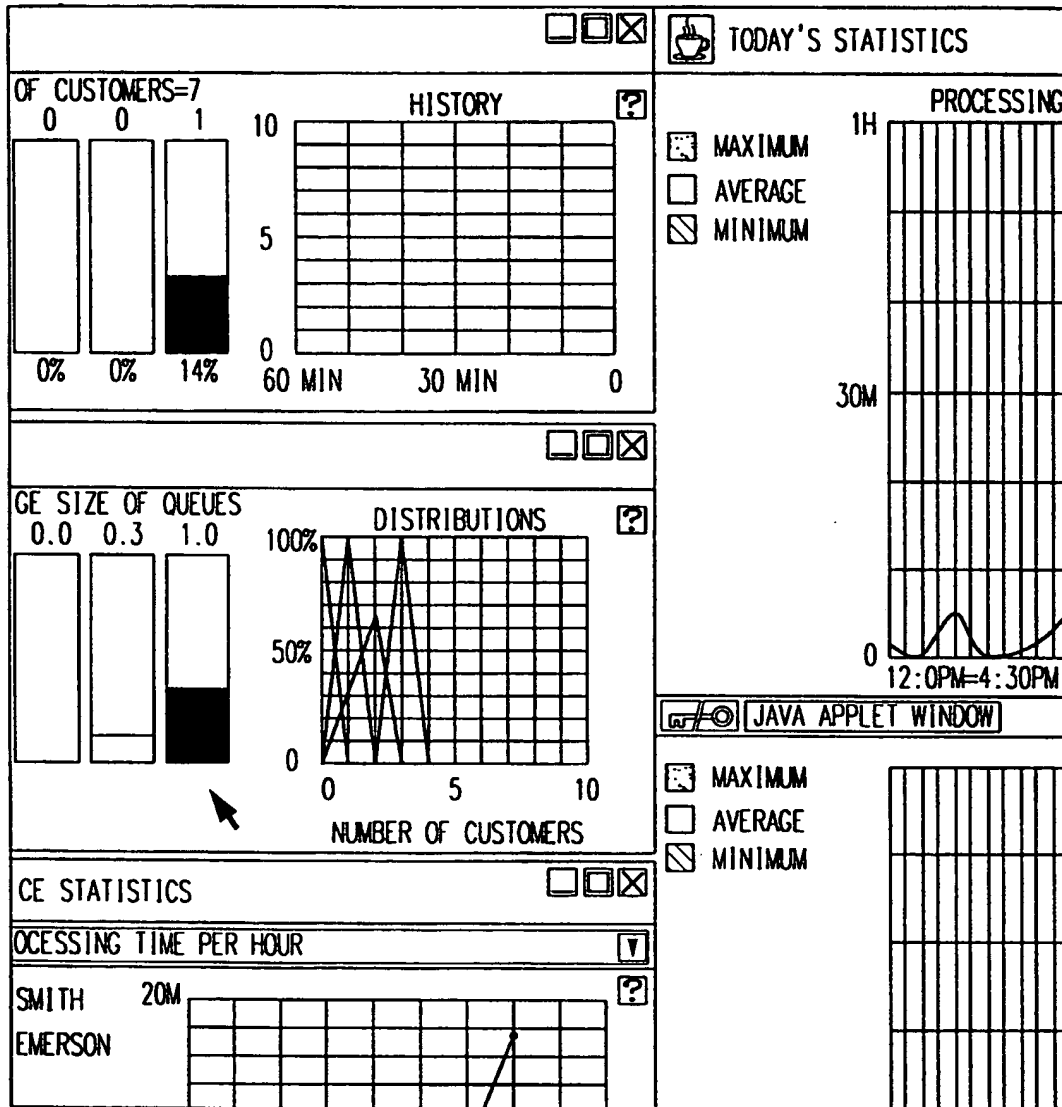 OF CUSTOMERS=7
0 0 1
0% 0% 14%
HISTORY ?
10
5
0
60 MIN 30 MIN 0
GE SIZE OF QUEUES
0.0 0.3 1.0
DISTRIBUTIONS ?
100%
50%
0
0 5 10
NUMBER OF CUSTOMERS
CE STATISTICS
OCESSING TIME PER HOUR
SMITH
EMERSON
20M
?
TODAY'S STATISTICS
PROCESSING
MAXIMUM
AVERAGE
MINIMUM
1H
30M
0
12:0PM=4:30PM
JAVA APPLET WINDOW
MAXIMUM
AVERAGE
MINIMUM